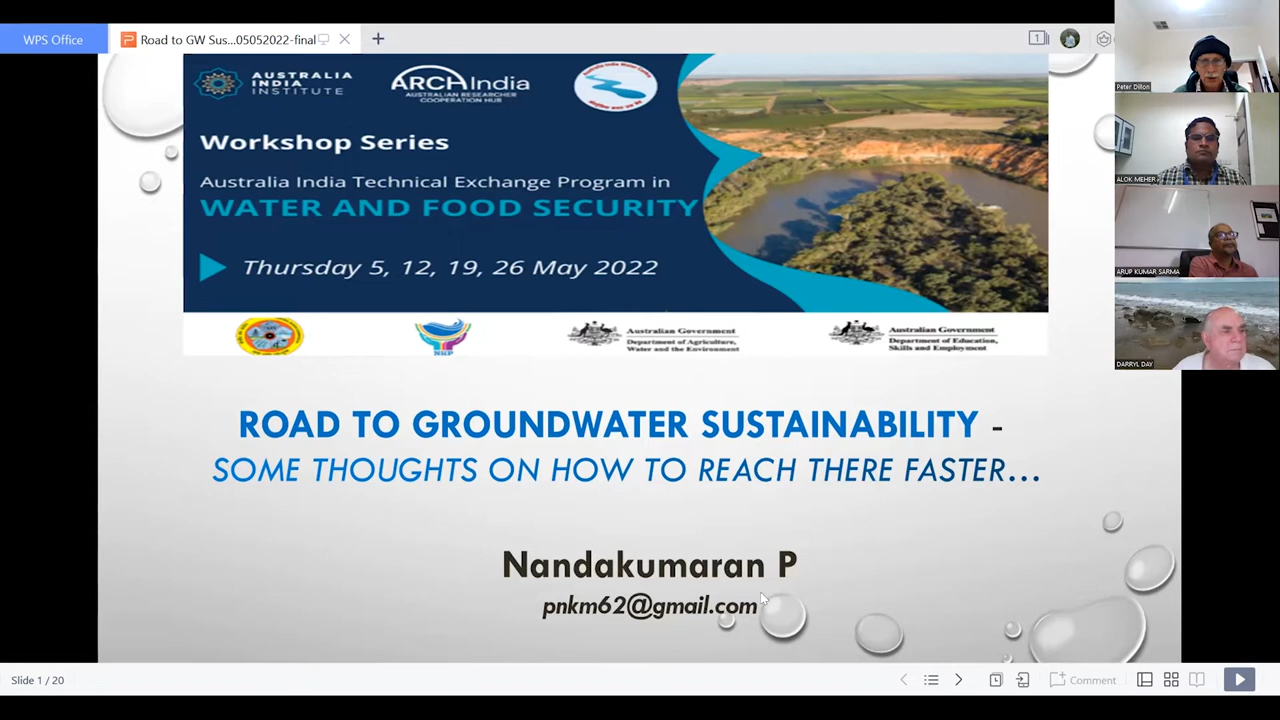 WPS Office
Road to GW Sus...05052022-final
1
AUSTRALIA
INDIA
INSTITUTE
ARCH India
AUSTRALIAN RESEARCHER
COOPERATION HUB
Workshop Series
Australia India Technical Exchange Program in
WATER AND FOOD SECURITY
Thursday 5, 12, 19, 26 May 2022
NHP
Australian Government
Department of Agriculture,
Water and the Environment
Australian Government
Department of Education,
Skills and Employment
ROAD TO GROUNDWATER SUSTAINABILITY -
SOME THOUGHTS ON HOW TO REACH THERE FASTER...
Nandakumaran P
pnkm62@gmail.com
Peter Dillon
ALOK MEHER
ARUP KUMAR SARMA
DARRYL DAY
Slide 1 / 20
Comment